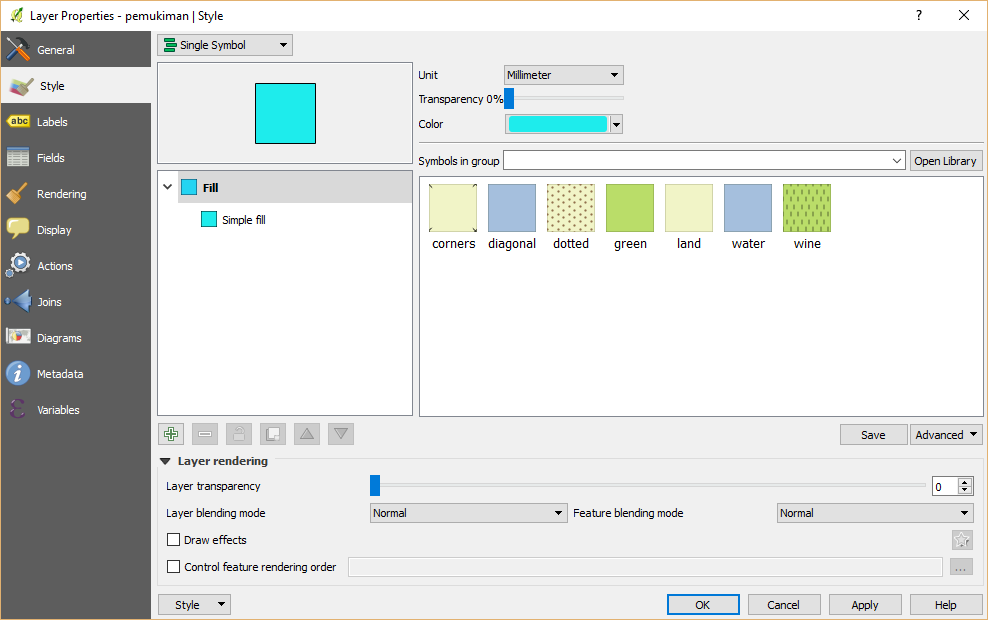 Layer Properties - pemukiman | Style
?
General
Style
abc Labels
Fields
Rendering
Display
Actions
Joins
Diagrams
Metadata
Variables
Single Symbol
Unit Millimeter
Transparency 0%
Color
Symbols in group Open Library
Fill
Simple fill
corners diagonal dotted green land water wine
Save Advanced
Layer rendering
Layer transparency 0
Layer blending mode Normal Feature blending mode Normal
Draw effects
Control feature rendering order ...
Style OK Cancel Apply Help